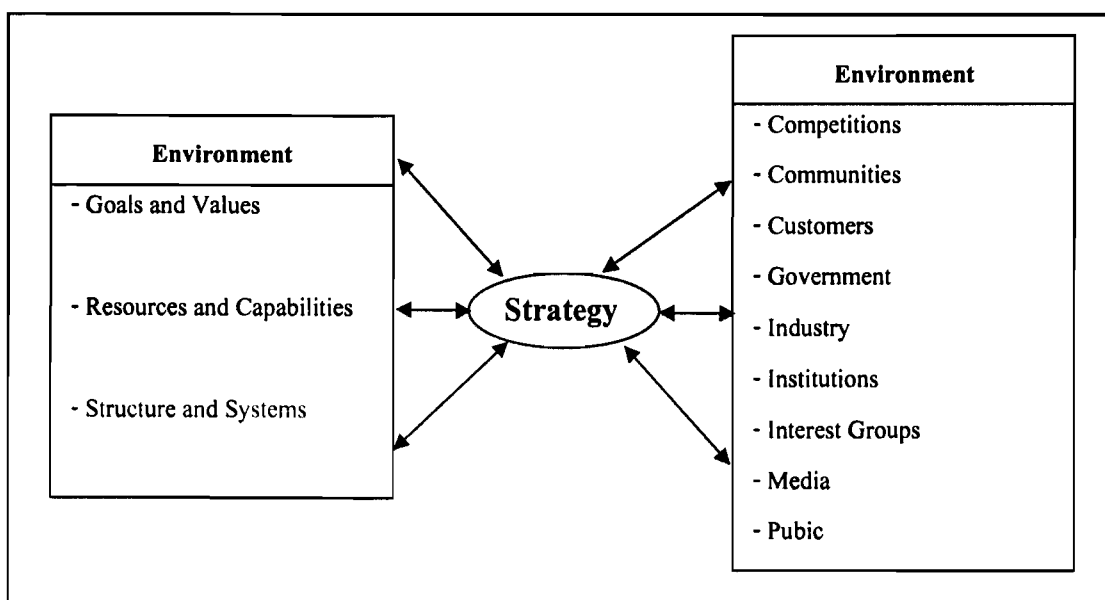 Environment
- Goals and Values
- Resources and Capabilities
- Structure and Systems
Strategy
Environment
- Competitions
- Communities
- Customers
- Government
- Industry
- Institutions
- Interest Groups
- Media
- Pubic